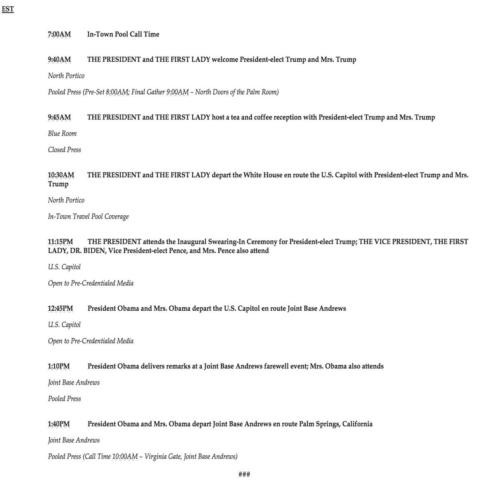 EST
7:00AM In-Town Pool Call Time
9:40AM THE PRESIDENT and THE FIRST LADY welcome President-elect Trump and Mrs. Trump
North Portico
Pooled Press (Pre-Set 8:00AM; Final Gather 9:00AM – North Doors of the Palm Room)
9:45AM THE PRESIDENT and THE FIRST LADY host a tea and coffee reception with President-elect Trump and Mrs. Trump
Blue Room
Closed Press
10:30AM THE PRESIDENT and THE FIRST LADY depart the White House en route the U.S. Capitol with President-elect Trump and Mrs.
Trump
North Portico
In-Town Travel Pool Coverage
11:15PM THE PRESIDENT attends the Inaugural Swearing-In Ceremony for President-elect Trump; THE VICE PRESIDENT, THE FIRST
LADY, DR. BIDEN, Vice President-elect Pence, and Mrs. Pence also attend
U.S. Capitol
Open to Pre-Credentialed Media
12:45PM President Obama and Mrs. Obama depart the U.S. Capitol en route Joint Base Andrews
U.S. Capitol
Open to Pre-Credentialed Media
1:10PM President Obama delivers remarks at a Joint Base Andrews farewell event; Mrs. Obama also attends
Joint Base Andrews
Pooled Press
1:40PM President Obama and Mrs. Obama depart Joint Base Andrews en route Palm Springs, California
Joint Base Andrews
Pooled Press (Call Time 10:00AM – Virginia Gate, Joint Base Andrews)
###